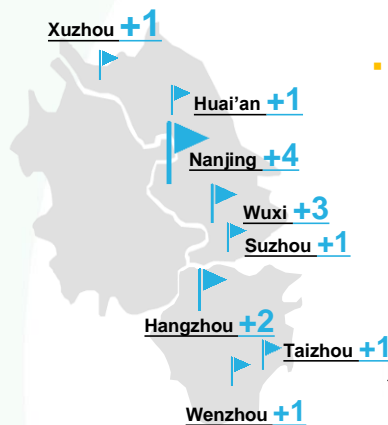 Xuzhou +1
Huai’an +1
Nanjing +4
Wuxi +3
Suzhou +1
Hangzhou +2
Taizhou +1
Wenzhou +1